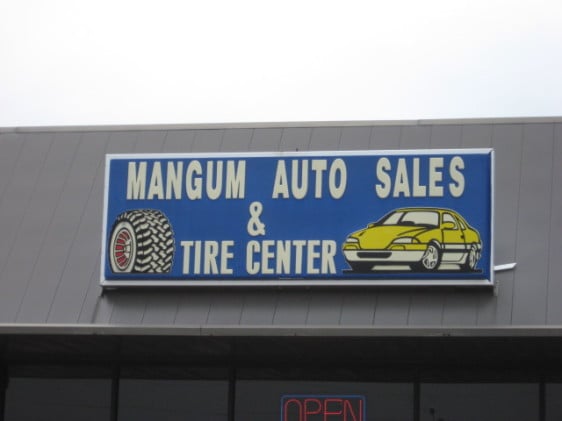 MANGUM AUTO SALES
&
TIRE CENTER
OPEN